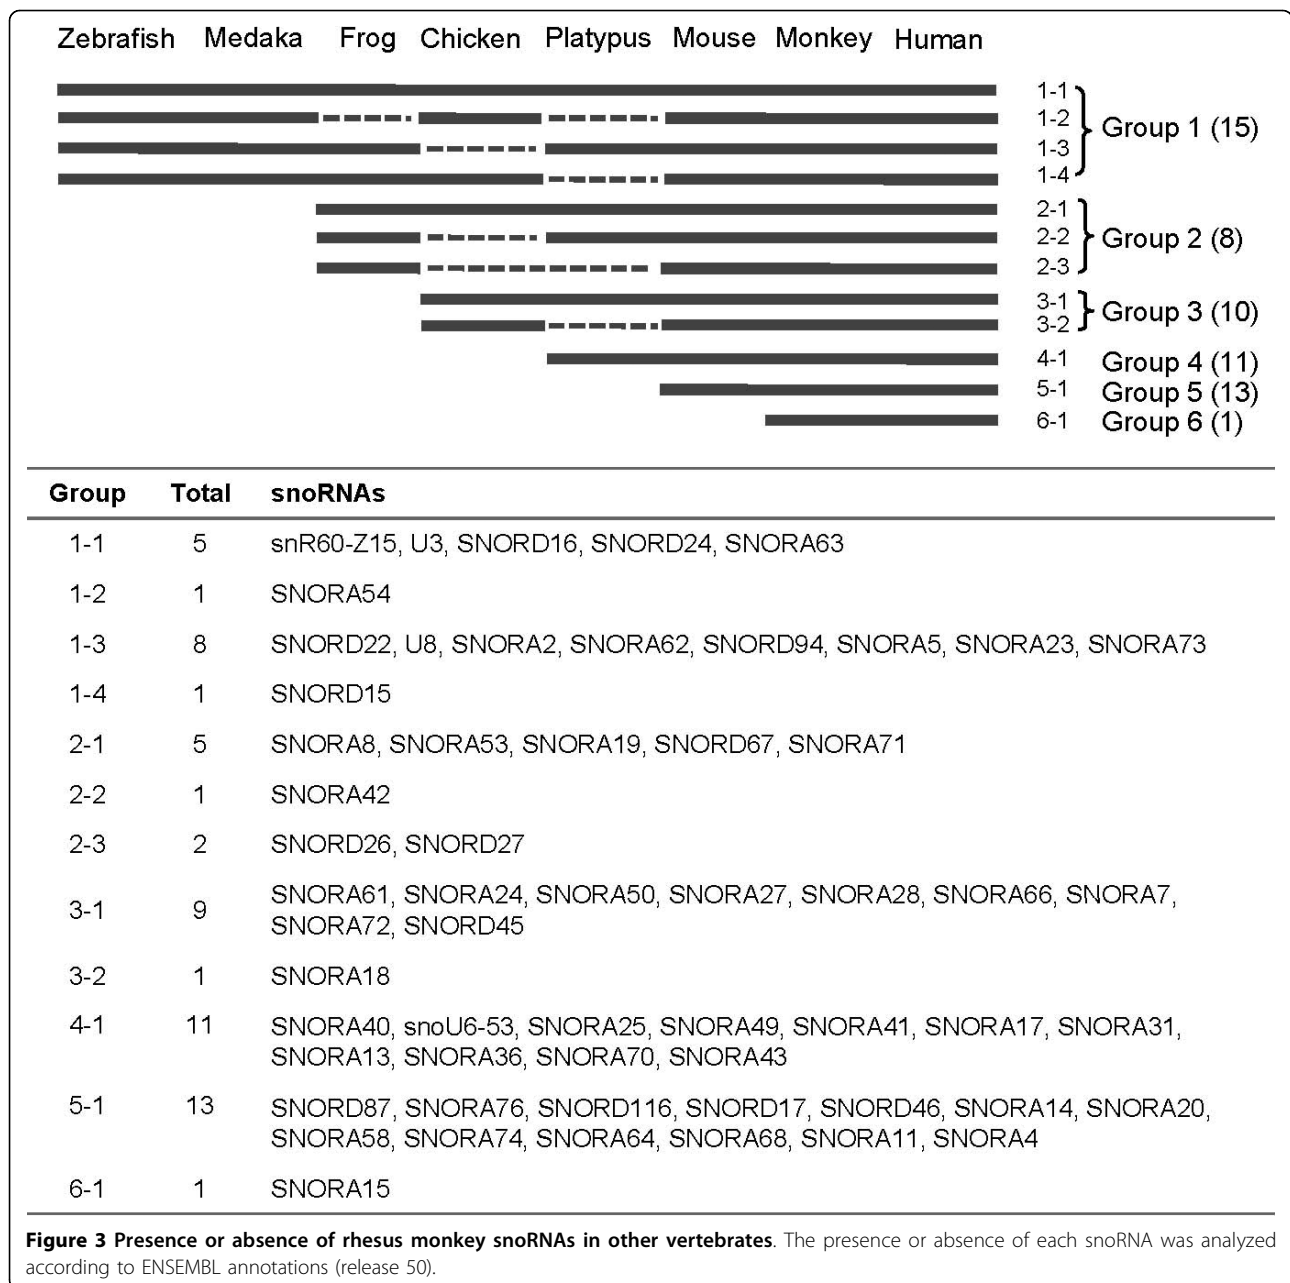 Zebrafish Medaka Frog Chicken Platypus Mouse Monkey Human
1-1
1-2
1-3
1-4
Group 1 (15)
2-1
2-2
2-3
Group 2 (8)
3-1
3-2
Group 3 (10)
4-1 Group 4 (11)
5-1 Group 5 (13)
6-1 Group 6 (1)
Group Total snoRNAs
1-1 5 snR60-Z15, U3, SNORD16, SNORD24, SNORA63
1-2 1 SNORA54
1-3 8 SNORD22, U8, SNORA2, SNORA62, SNORD94, SNORA5, SNORA23, SNORA73
1-4 1 SNORD15
2-1 5 SNORA8, SNORA53, SNORA19, SNORD67, SNORA71
2-2 1 SNORA42
2-3 2 SNORD26, SNORD27
3-1 9 SNORA61, SNORA24, SNORA50, SNORA27, SNORA28, SNORA66, SNORA7,
SNORA72, SNORD45
3-2 1 SNORA18
4-1 11 SNORA40, snoU6-53, SNORA25, SNORA49, SNORA41, SNORA17, SNORA31,
SNORA13, SNORA36, SNORA70, SNORA43
5-1 13 SNORD87, SNORA76, SNORD116, SNORD17, SNORD46, SNORA14, SNORA20,
SNORA58, SNORA74, SNORA64, SNORA68, SNORA11, SNORA4
6-1 1 SNORA15
Figure 3 Presence or absence of rhesus monkey snoRNAs in other vertebrates. The presence or absence of each snoRNA was analyzed
according to ENSEMBL annotations (release 50).